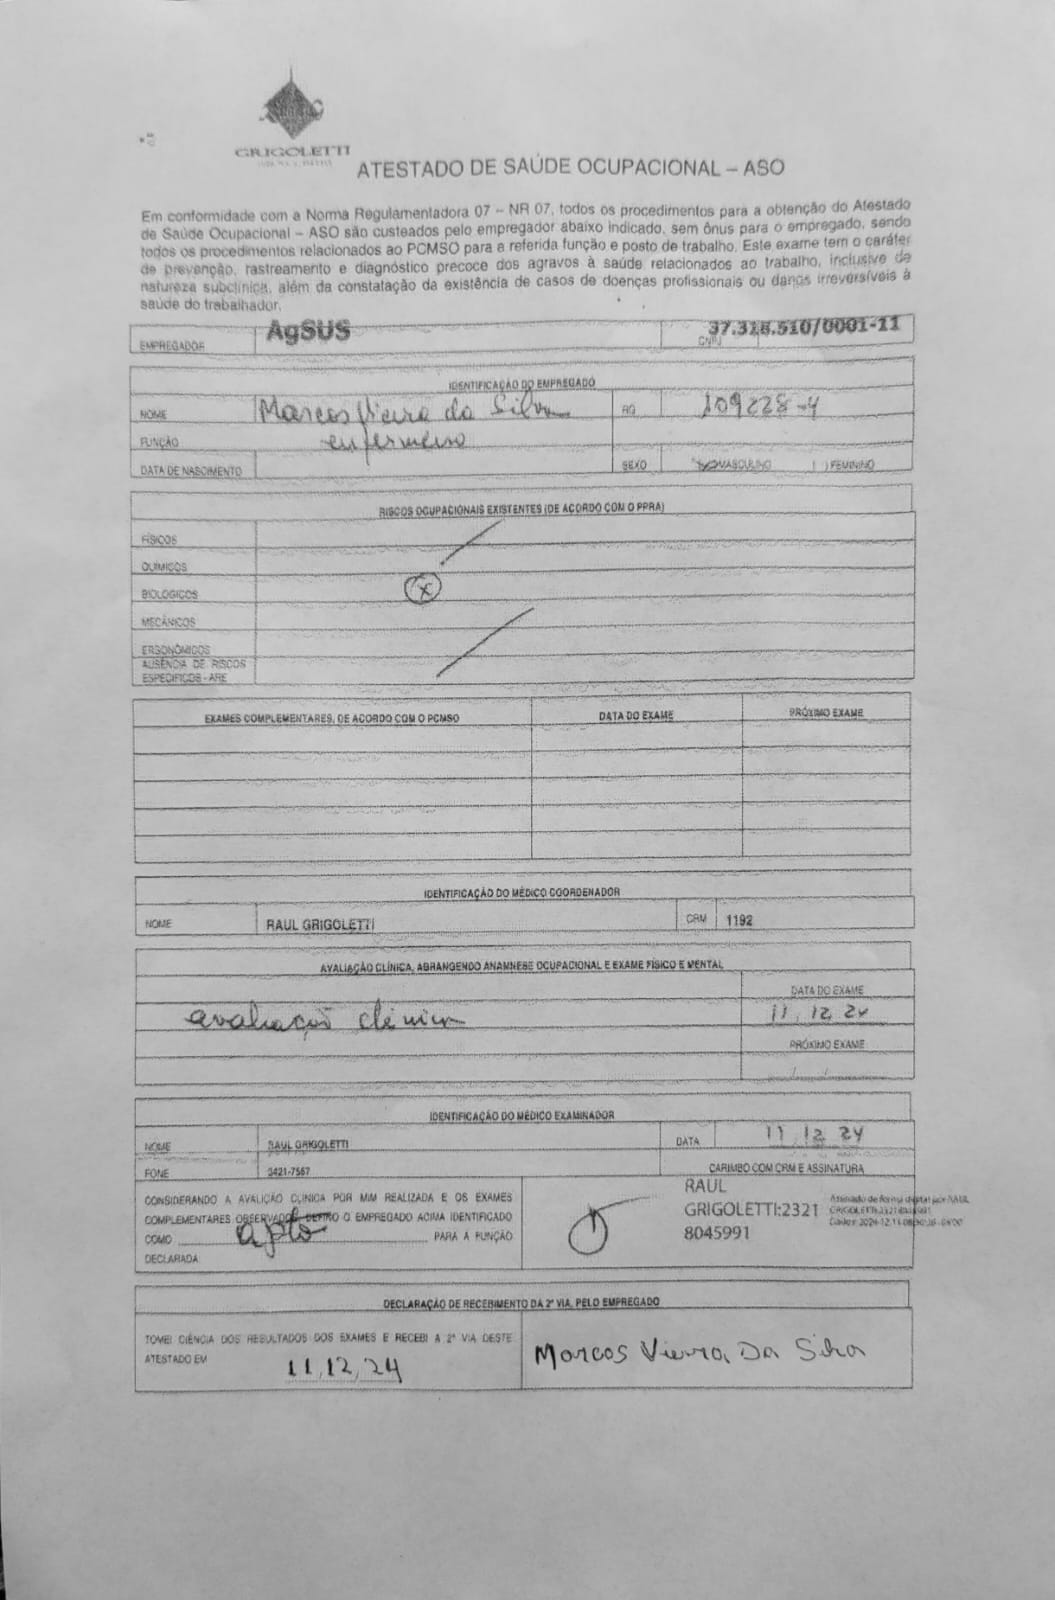 GRIGOLETTI
ATESTADO DE SAÚDE OCUPACIONAL – ASO
Em conformidade com a Norma Regulamentadora 07 – NR 07, todos os procedimentos para a obtenção do Atestado
de Saúde Ocupacional – ASO são custeados pelo empregador abaixo indicado, sem ônus para o empregado, sendo
todos os procedimentos relacionados ao PCMSO para a referida função e posto de trabalho. Este exame tem o caráter
de prevenção, rastreamento e diagnóstico precoce dos agravos à saúde relacionados ao trabalho, inclusive de
natureza subclínica, além da constatação da existência de casos de doenças profissionais ou danos irreversíveis à
saúde do trabalhador.
EMPREGADOR AgSUS CNPJ 37.318.510/0001-11
IDENTIFICAÇÃO DO EMPREGADO
NOME Marcos Vieira da Silva RG 109228-4
FUNÇÃO enfermeiro
DATA DE NASCIMENTO SEXO (X) MASCULINO ( ) FEMININO
RISCOS OCUPACIONAIS EXISTENTES (DE ACORDO COM O PPRA)
FÍSICOS
QUÍMICOS
BIOLÓGICOS X
MECÂNICOS
ERGONÔMICOS
AUSÊNCIA DE RISCOS
ESPECIFICOS - ARE
EXAMES COMPLEMENTARES, DE ACORDO COM O PCMSO DATA DO EXAME PRÓXIMO EXAME
IDENTIFICAÇÃO DO MÉDICO COORDENADOR
NOME RAUL GRIGOLETTI CRM 1192
AVALIAÇÃO CLÍNICA, ABRANGENDO ANAMNESE OCUPACIONAL E EXAME FÍSICO E MENTAL
DATA DO EXAME
avaliação clínica 11.12.24
PRÓXIMO EXAME
IDENTIFICAÇÃO DO MÉDICO EXAMINADOR
NOME RAUL GRIGOLETTI DATA 11.12.24
FONE 3421-7567 CARIMBO COM CRM E ASSINATURA
CONSIDERANDO A AVALIÇÃO CLINICA POR MIM REALIZADA E OS EXAMES
COMPLEMENTARES OBSERVADOS DEFIRO O EMPREGADO ACIMA IDENTIFICADO
COMO apto PARA A FUNÇÃO
DECLARADA
RAUL
GRIGOLETTI:2321
8045991
Assinado de forma digital por RAUL
GRIGOLETTI:23218045991
DECLARAÇÃO DE RECEBIMENTO DA 2ª VIA, PELO EMPREGADO
TOMEI CIÊNCIA DOS RESULTADOS DOS EXAMES E RECEBI A 2ª VIA DESTE
ATESTADO EM 11,12,24
Marcos Vieira Da Silva